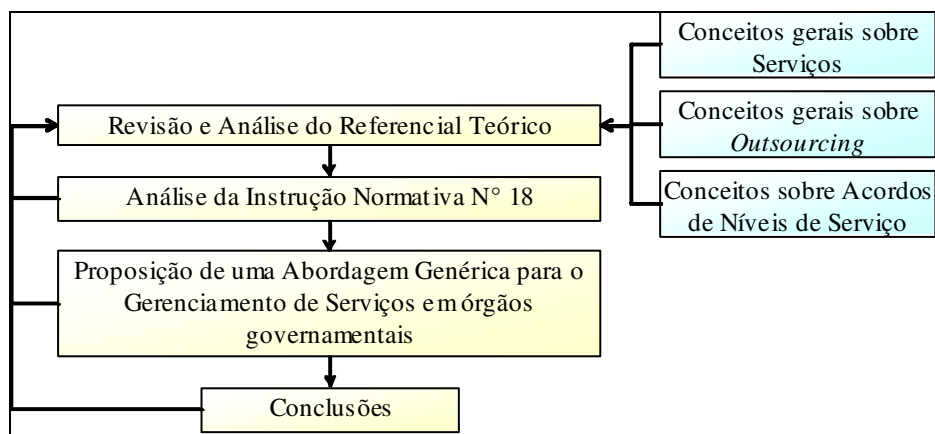 Conceitos gerais sobre
Serviços
Conceitos gerais sobre
Outsourcing
Conceitos sobre Acordos
de Níveis de Serviço
Revisão e Análise do Referencial Teórico
Análise da Instrução Normativa N° 18
Proposição de uma Abordagem Genérica para o
Gerenciamento de Serviços em órgãos
governamentais
Conclusões